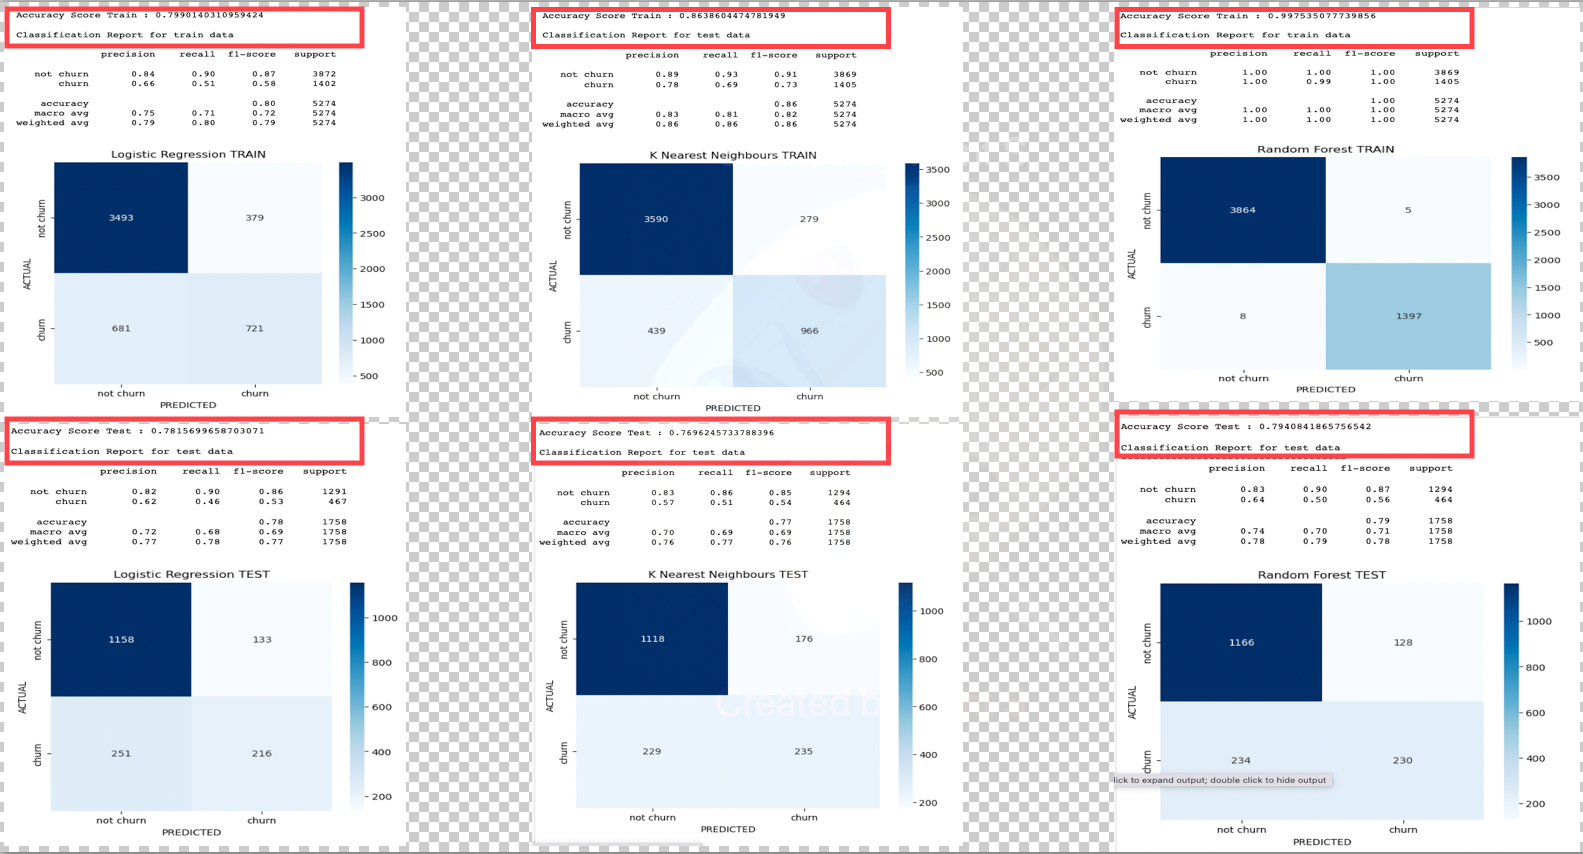 Accuracy Score Train : 0.7990140310959424
Classification Report for train data
precision recall f1-score support
not churn 0.84 0.90 0.87 3872
churn 0.66 0.51 0.58 1402
accuracy 0.80 5274
macro avg 0.75 0.71 0.72 5274
weighted avg 0.79 0.80 0.79 5274
Logistic Regression TRAIN
3493 379
681 721
not churn
churn
ACTUAL
not churn churn
PREDICTED
3000
2500
2000
1500
1000
500
Accuracy Score Train : 0.8638604474781949
Classification Report for test data
precision recall f1-score support
not churn 0.89 0.93 0.91 3869
churn 0.78 0.69 0.73 1405
accuracy 0.86 5274
macro avg 0.83 0.81 0.82 5274
weighted avg 0.86 0.86 0.86 5274
K Nearest Neighbours TRAIN
3590 279
439 966
not churn
churn
ACTUAL
not churn churn
PREDICTED
3500
3000
2500
2000
1500
1000
500
Accuracy Score Train : 0.997535077739856
Classification Report for train data
precision recall f1-score support
not churn 1.00 1.00 1.00 3869
churn 1.00 0.99 1.00 1405
accuracy 1.00 5274
macro avg 1.00 1.00 1.00 5274
weighted avg 1.00 1.00 1.00 5274
Random Forest TRAIN
3864 5
8 1397
not churn
churn
ACTUAL
not churn churn
PREDICTED
3500
3000
2500
2000
1500
1000
500
Accuracy Score Test : 0.7815699658703071
Classification Report for test data
precision recall f1-score support
not churn 0.82 0.90 0.86 1291
churn 0.62 0.46 0.53 467
accuracy 0.78 1758
macro avg 0.72 0.68 0.69 1758
weighted avg 0.77 0.78 0.77 1758
Logistic Regression TEST
1158 133
251 216
not churn
churn
ACTUAL
not churn churn
PREDICTED
1000
800
600
400
200
Accuracy Score Test : 0.7696245733788396
Classification Report for test data
precision recall f1-score support
not churn 0.83 0.86 0.85 1294
churn 0.57 0.51 0.54 464
accuracy 0.77 1758
macro avg 0.70 0.69 0.69 1758
weighted avg 0.76 0.77 0.76 1758
K Nearest Neighbours TEST
1118 176
Created b
229 235
not churn
churn
ACTUAL
not churn churn
PREDICTED
1000
800
600
400
200
Accuracy Score Test : 0.7940841865756542
Classification Report for test data
precision recall f1-score support
not churn 0.83 0.90 0.87 1294
churn 0.64 0.50 0.56 464
accuracy 0.79 1758
macro avg 0.74 0.70 0.71 1758
weighted avg 0.78 0.79 0.78 1758
Random Forest TEST
1166 128
234 230
not churn
churn
ACTUAL
lick to expand output; double click to hide output
not churn churn
PREDICTED
1000
800
600
400
200